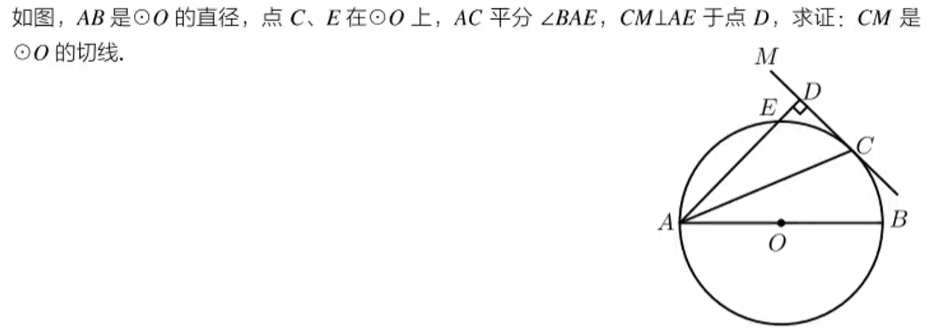 如图，AB 是⊙O 的直径，点 C、E 在⊙O 上，AC 平分 ∠BAE，CM⊥AE 于点 D，求证：CM 是
⊙O 的切线.
M
D
E
C
A
B
O